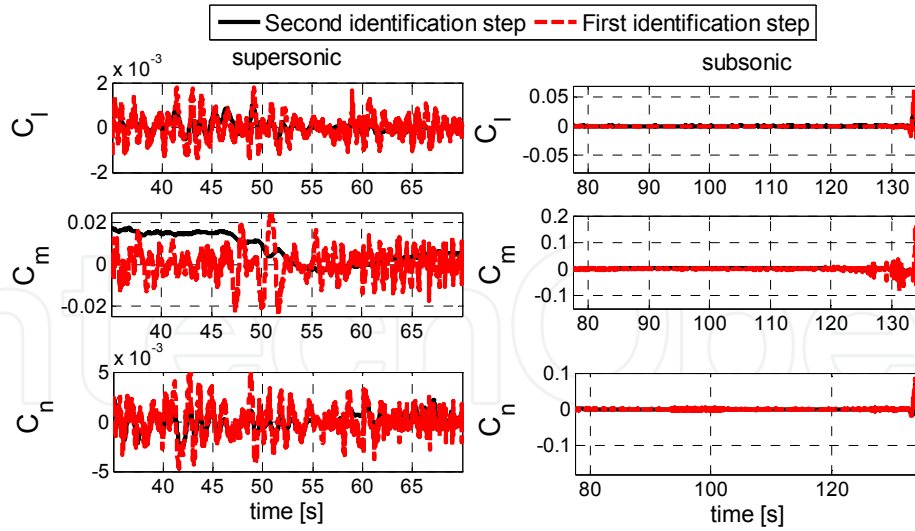 Second identification step First identification step
supersonic
subsonic
x 10^-3
2
0
-2
C_l
40 45 50 55 60 65
0.05
0
-0.05
C_l
80 90 100 110 120 130
0.02
0
-0.02
C_m
40 45 50 55 60 65
0.2
0.1
0
-0.1
C_m
80 90 100 110 120 130
x 10^-3
5
0
-5
C_n
40 45 50 55 60 65
time [s]
0.1
0
-0.1
C_n
80 100 120
time [s]